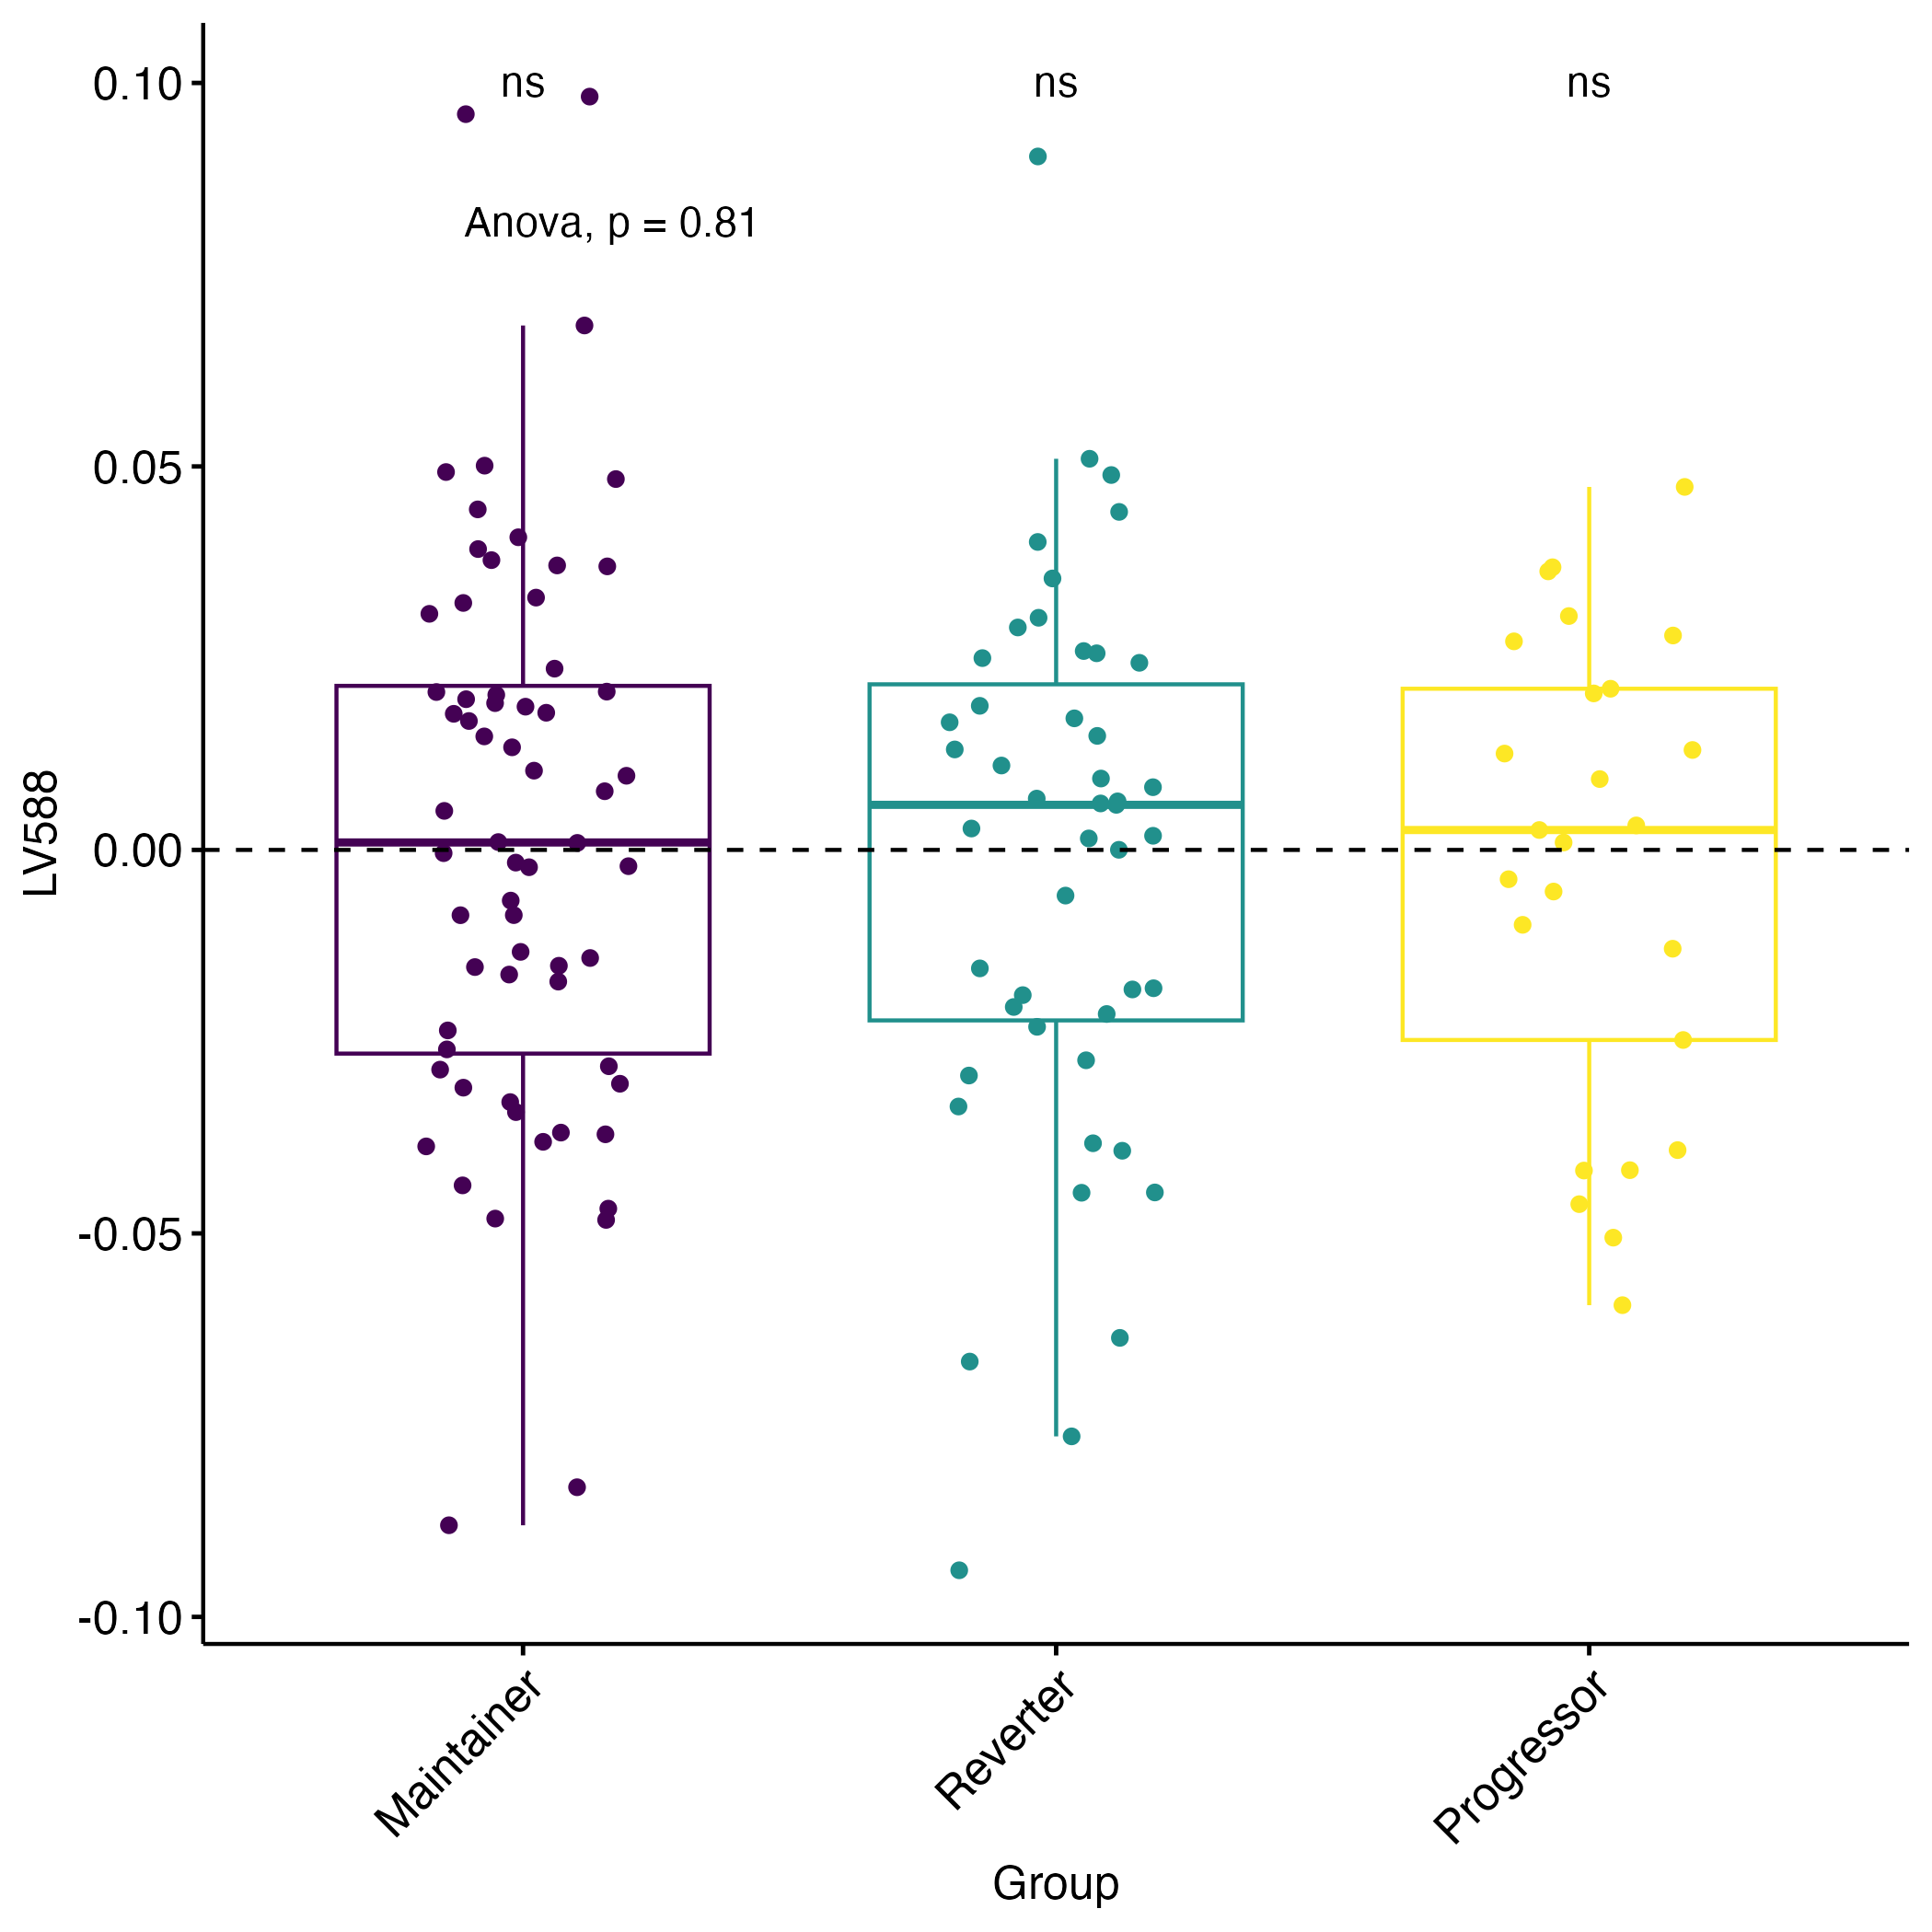 ns ns ns
Anova, p = 0.81
LV588
0.10
0.05
0.00
-0.05
-0.10
Maintainer
Reverter
Progressor
Group